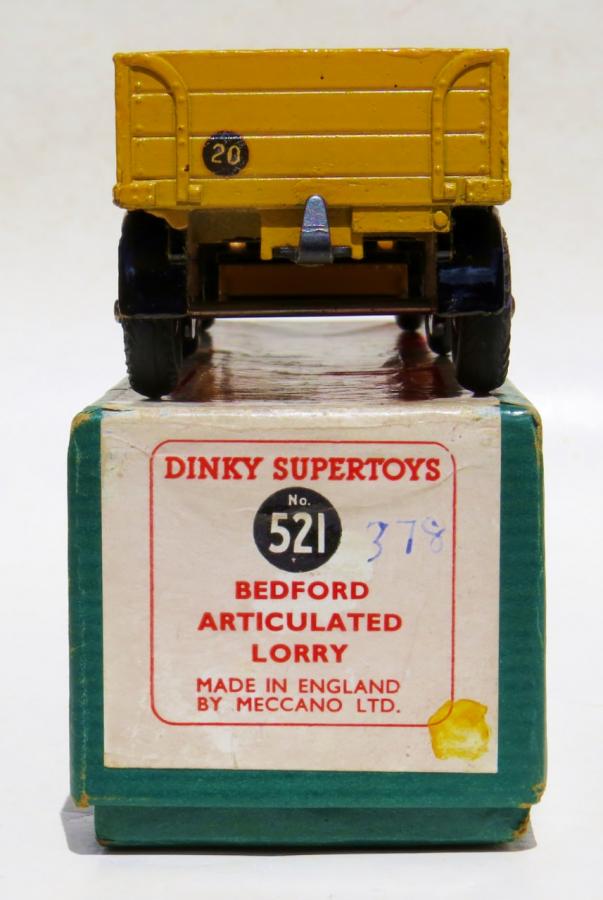 20
DINKY SUPERTOYS
No.
521
378
BEDFORD
ARTICULATED
LORRY
MADE IN ENGLAND
BY MECCANO LTD.